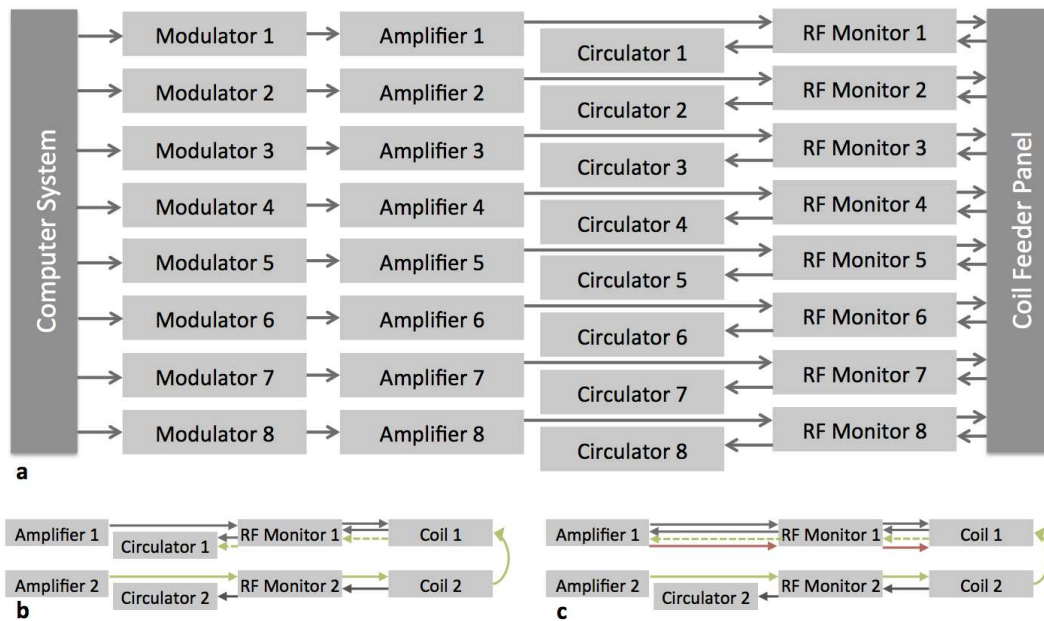 Computer System
Modulator 1 Amplifier 1 Circulator 1 RF Monitor 1
Modulator 2 Amplifier 2 Circulator 2 RF Monitor 2
Modulator 3 Amplifier 3 Circulator 3 RF Monitor 3
Modulator 4 Amplifier 4 Circulator 4 RF Monitor 4
Modulator 5 Amplifier 5 Circulator 5 RF Monitor 5
Modulator 6 Amplifier 6 Circulator 6 RF Monitor 6
Modulator 7 Amplifier 7 Circulator 7 RF Monitor 7
Modulator 8 Amplifier 8 Circulator 8 RF Monitor 8
Coil Feeder Panel
a
Amplifier 1 RF Monitor 1 Coil 1
Circulator 1
Amplifier 2 RF Monitor 2 Coil 2
Circulator 2
b
Amplifier 1 RF Monitor 1 Coil 1
Amplifier 2 RF Monitor 2 Coil 2
Circulator 2
c